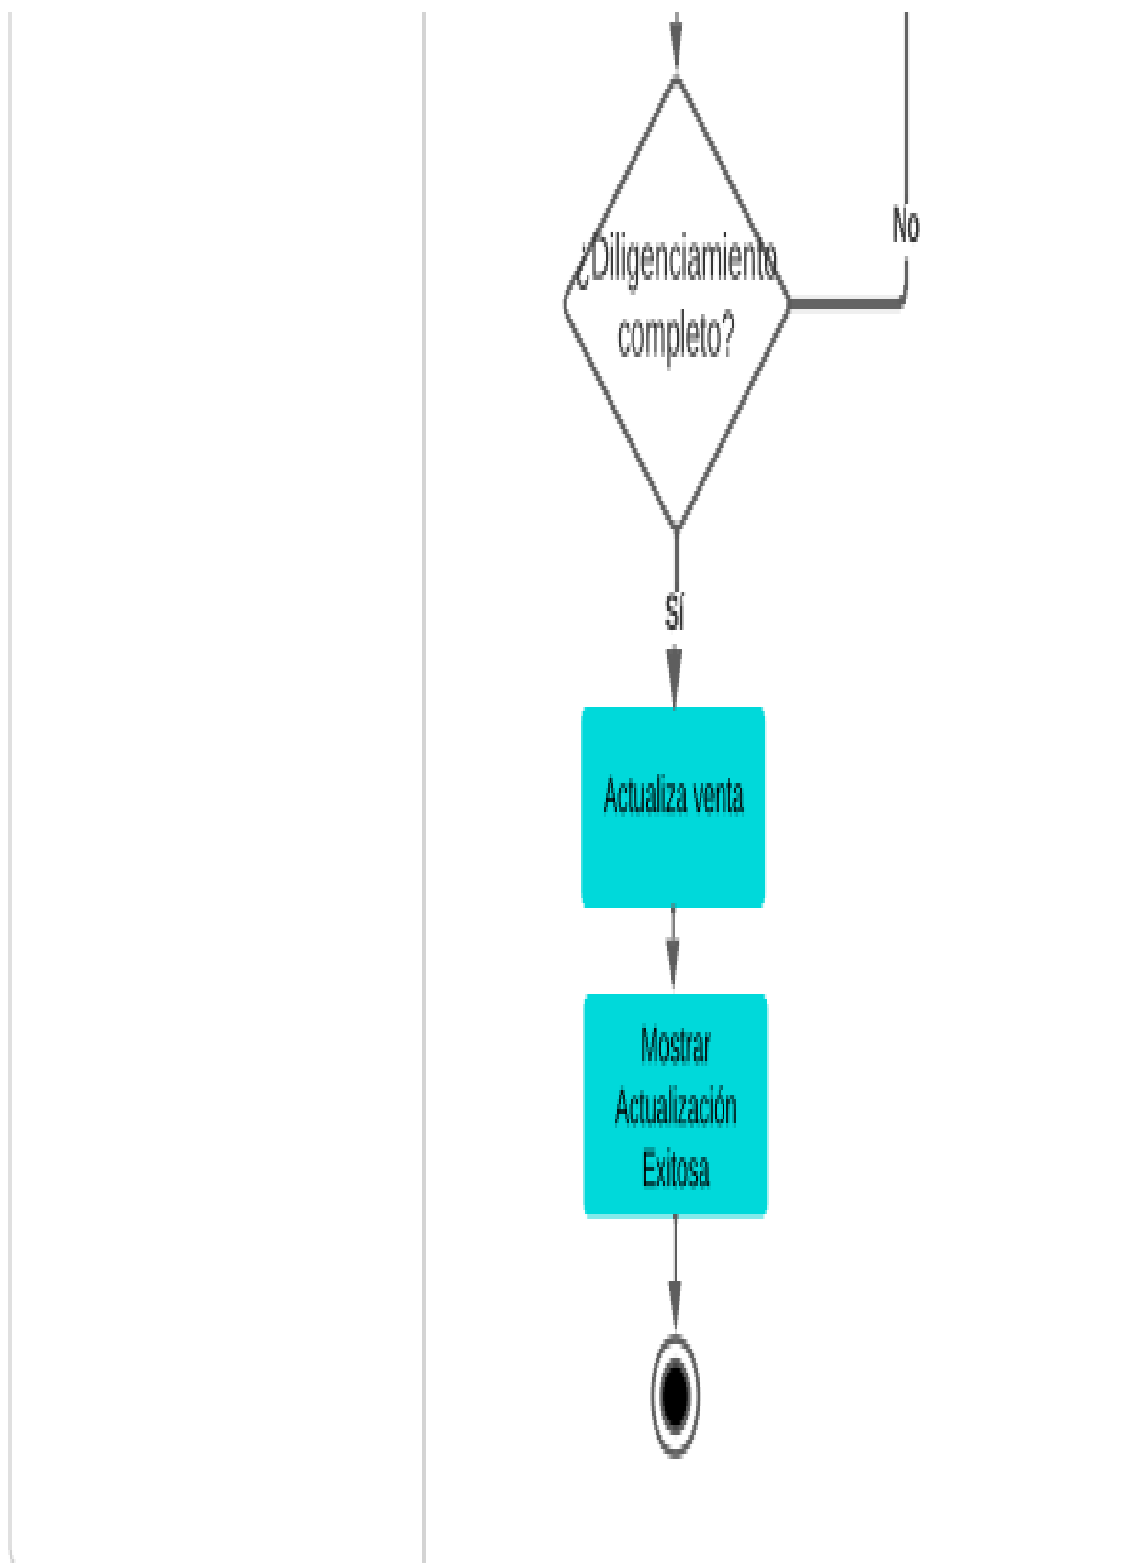 No
¿Diligenciamiento
completo?
Sí
Actualiza venta
Mostrar
Actualización
Exitosa